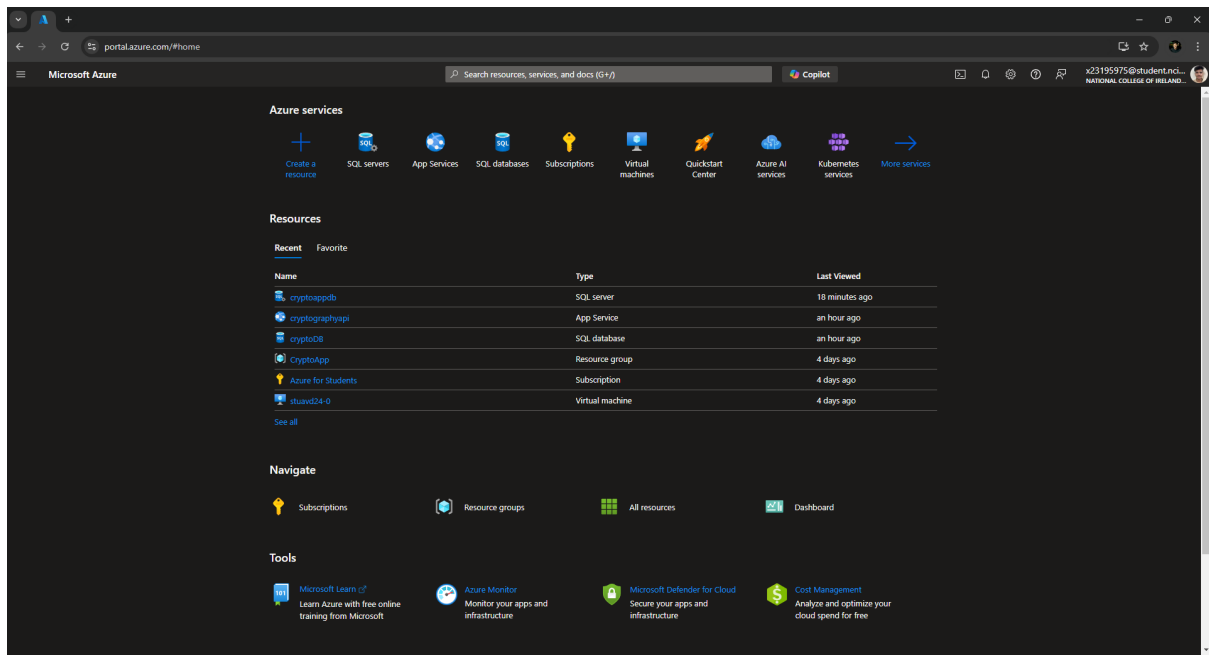 portal.azure.com/#home
Microsoft Azure
Search resources, services, and docs (G+/)
Copilot
x23195975@student.nci...
NATIONAL COLLEGE OF IRELAND...
Azure services
Create a resource
SQL servers
App Services
SQL databases
Subscriptions
Virtual machines
Quickstart Center
Azure AI services
Kubernetes services
More services
Resources
Recent Favorite
Name Type Last Viewed
cryptoappdb SQL server 18 minutes ago
cryptographyapi App Service an hour ago
cryptoDB SQL database an hour ago
CryptoApp Resource group 4 days ago
Azure for Students Subscription 4 days ago
stuavd24-0 Virtual machine 4 days ago
See all
Navigate
Subscriptions Resource groups All resources Dashboard
Tools
101
Microsoft Learn
Learn Azure with free online
training from Microsoft
Azure Monitor
Monitor your apps and
infrastructure
Microsoft Defender for Cloud
Secure your apps and
infrastructure
Cost Management
Analyze and optimize your
cloud spend for free